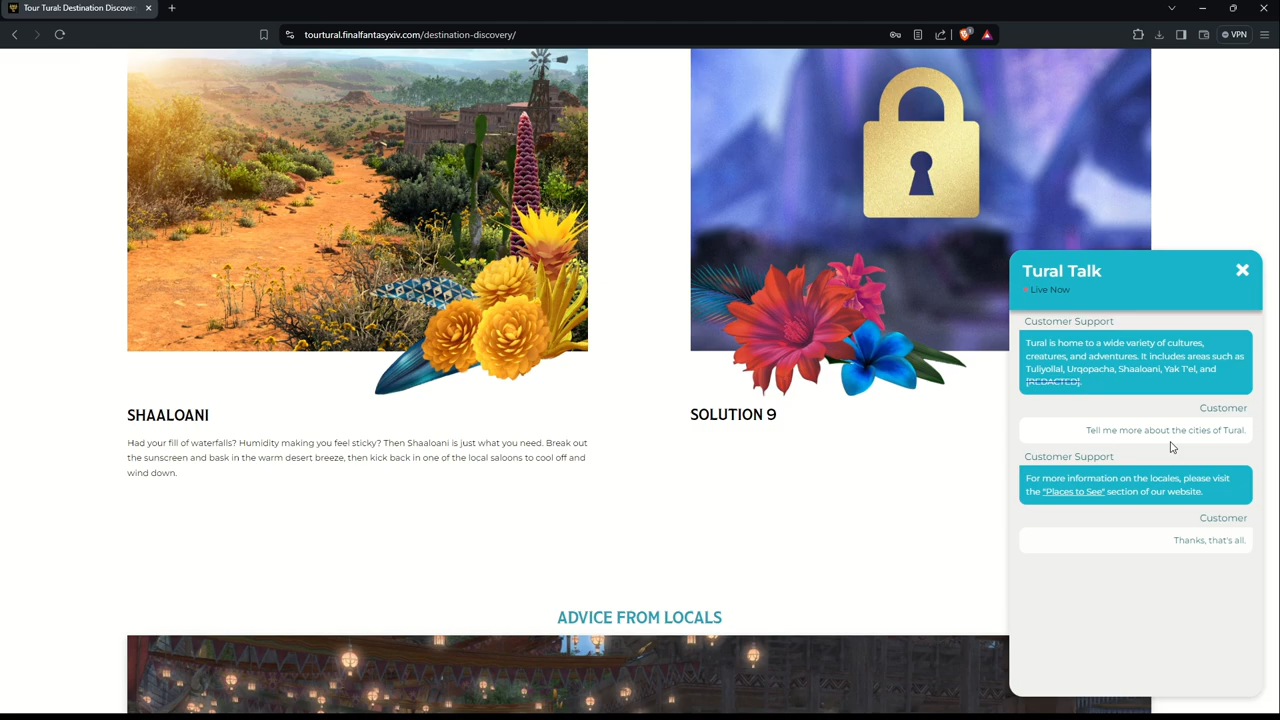 Tour Tural: Destination Discover
tourtural.finalfantasyxiv.com/destination-discovery/
1
VPN
SHAALOANI
Had your fill of waterfalls? Humidity making you feel sticky? Then Shaaloani is just what you need. Break out
the sunscreen and bask in the warm desert breeze, then kick back in one of the local saloons to cool off and
wind down.
SOLUTION 9
ADVICE FROM LOCALS
Tural Talk
Live Now
Customer Support
Tural is home to a wide variety of cultures,
creatures, and adventures. It includes areas such as
Tuliyollal, Urqopacha, Shaaloani, Yak T'el, and
[REDACTED].
Customer
Tell me more about the cities of Tural.
Customer Support
For more information on the locales, please visit
the "Places to See" section of our website.
Customer
Thanks, that's all.